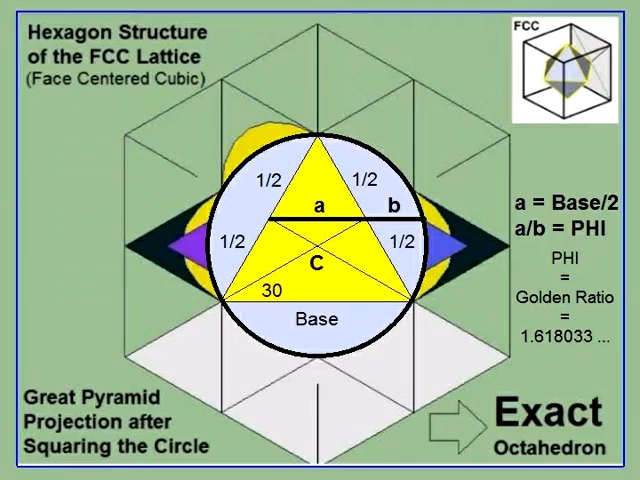 Hexagon Structure
of the FCC Lattice
(Face Centered Cubic)
FCC
1/2
1/2
a
b
1/2
1/2
C
30
Base
a = Base/2
a/b = PHI
PHI
=
Golden Ratio
=
1.618033 ...
Great Pyramid
Projection after
Squaring the Circle
Exact
Octahedron